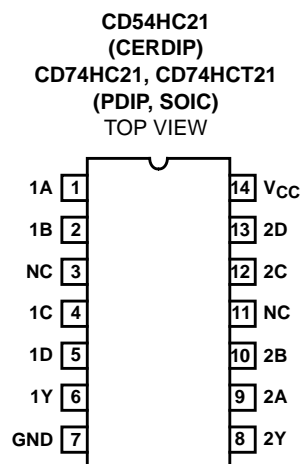 CD54HC21
(CERDIP)
CD74HC21, CD74HCT21
(PDIP, SOIC)
TOP VIEW
1A 1 14 VCC
1B 2 13 2D
NC 3 12 2C
1C 4 11 NC
1D 5 10 2B
1Y 6 9 2A
GND 7 8 2Y